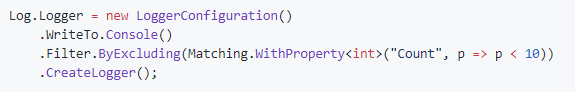 Log.Logger = new LoggerConfiguration()
    .WriteTo.Console()
    .Filter.ByExcluding(Matching.WithProperty<int>("Count", p => p < 10))
    .CreateLogger();